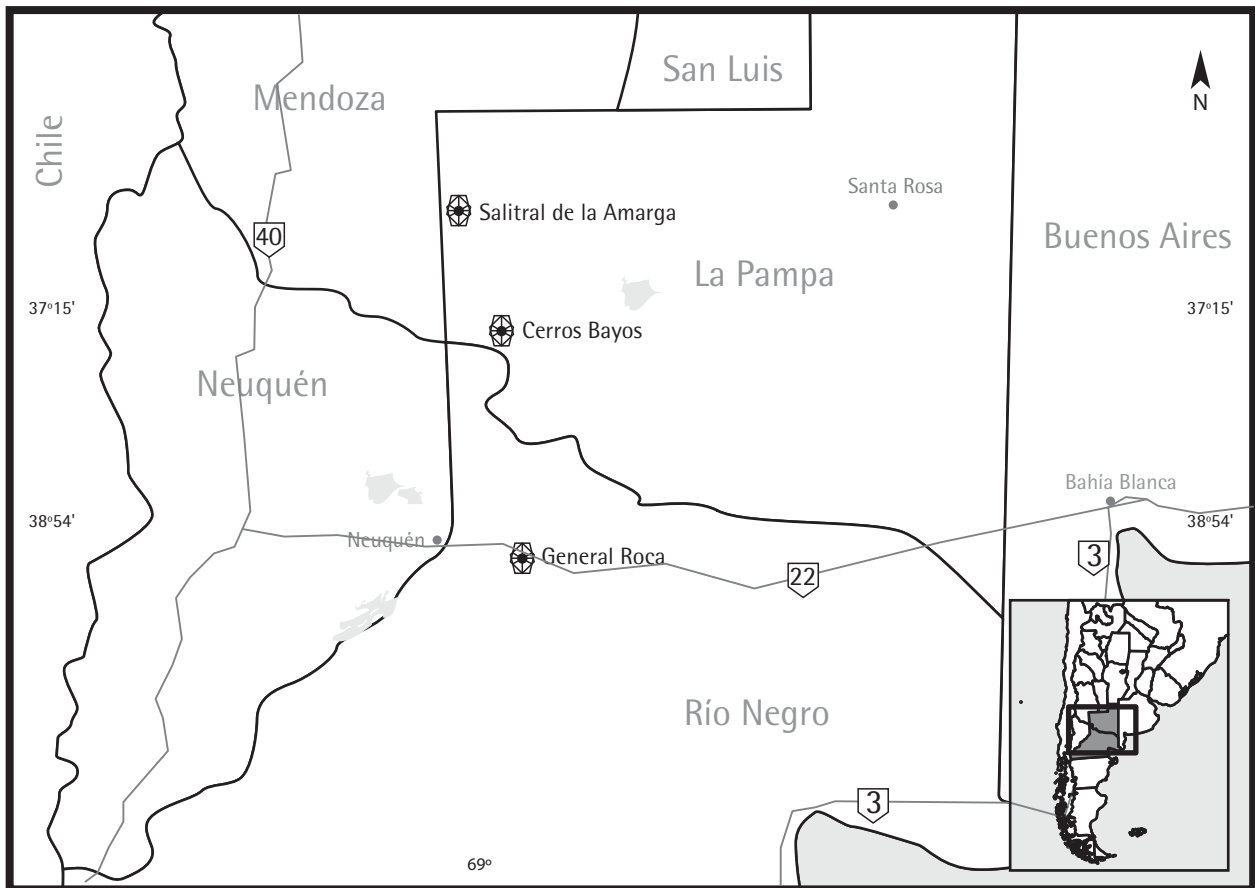 San Luis
Mendoza
N
Chile
Santa Rosa
Salitral de la Amarga
40
Buenos Aires
La Pampa
37º15'
37º15'
Cerros Bayos
Neuquén
Bahía Blanca
38º54'
38º54'
Neuquén
General Roca
3
22
Río Negro
3
69º